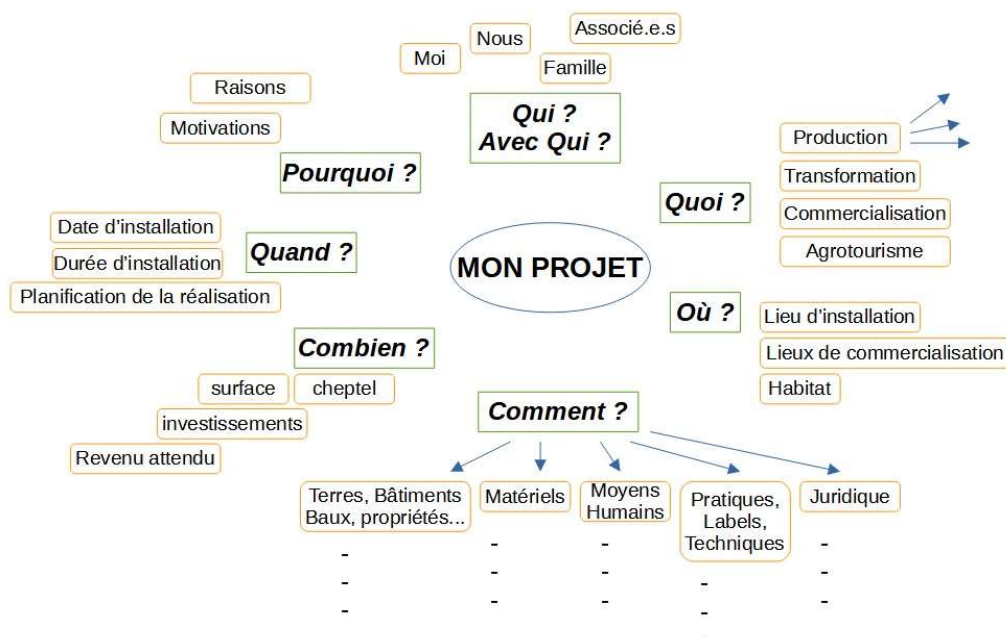 Associé.e.s
Nous
Moi
Famille
Qui ?
Avec Qui ?
Raisons
Motivations
Pourquoi ?
Production
Transformation
Commercialisation
Agrotourisme
Quoi ?
Date d'installation
Durée d'installation
Planification de la réalisation
Quand ?
MON PROJET
Où ?
Lieu d'installation
Lieux de commercialisation
Habitat
Combien ?
surface
cheptel
investissements
Revenu attendu
Comment ?
Terres, Bâtiments
Baux, propriétés...
-
-
-
Matériels
-
-
-
Moyens
Humains
-
-
-
Pratiques,
Labels,
Techniques
-
-
-
Juridique
-
-
-